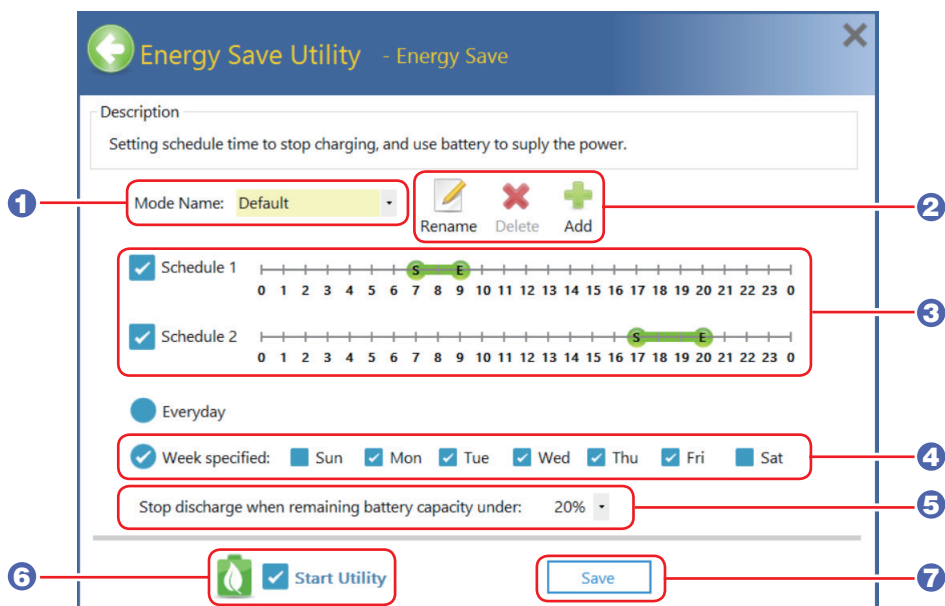 Energy Save Utility - Energy Save
Description
Setting schedule time to stop charging, and use battery to suply the power.
1 Mode Name: Default Rename Delete Add 2
Schedule 1 S E
0 1 2 3 4 5 6 7 8 9 10 11 12 13 14 15 16 17 18 19 20 21 22 23 0
3
Schedule 2 S E
0 1 2 3 4 5 6 7 8 9 10 11 12 13 14 15 16 17 18 19 20 21 22 23 0
Everyday
Week specified: Sun Mon Tue Wed Thu Fri Sat 4
Stop discharge when remaining battery capacity under: 20% 5
6 Start Utility Save 7